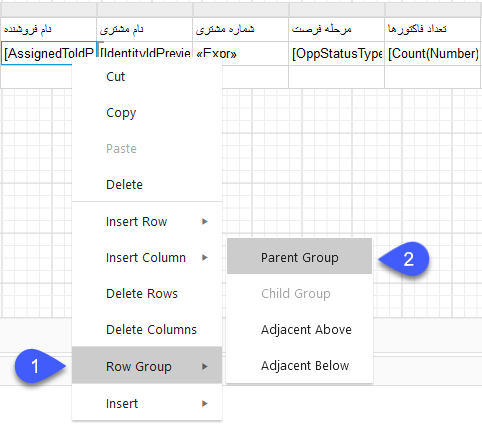 نام فروشنده نام مشتری شماره مشتری مرحله فرصت تعداد فاکتورها
[AssignedToIdP [IdentityIdPrevie «Expr» [OppStatusType [Count(Number)
Cut
Copy
Paste
Delete
Insert Row
Insert Column
Delete Rows
Delete Columns
1
Row Group
Insert
Parent Group
2
Child Group
Adjacent Above
Adjacent Below